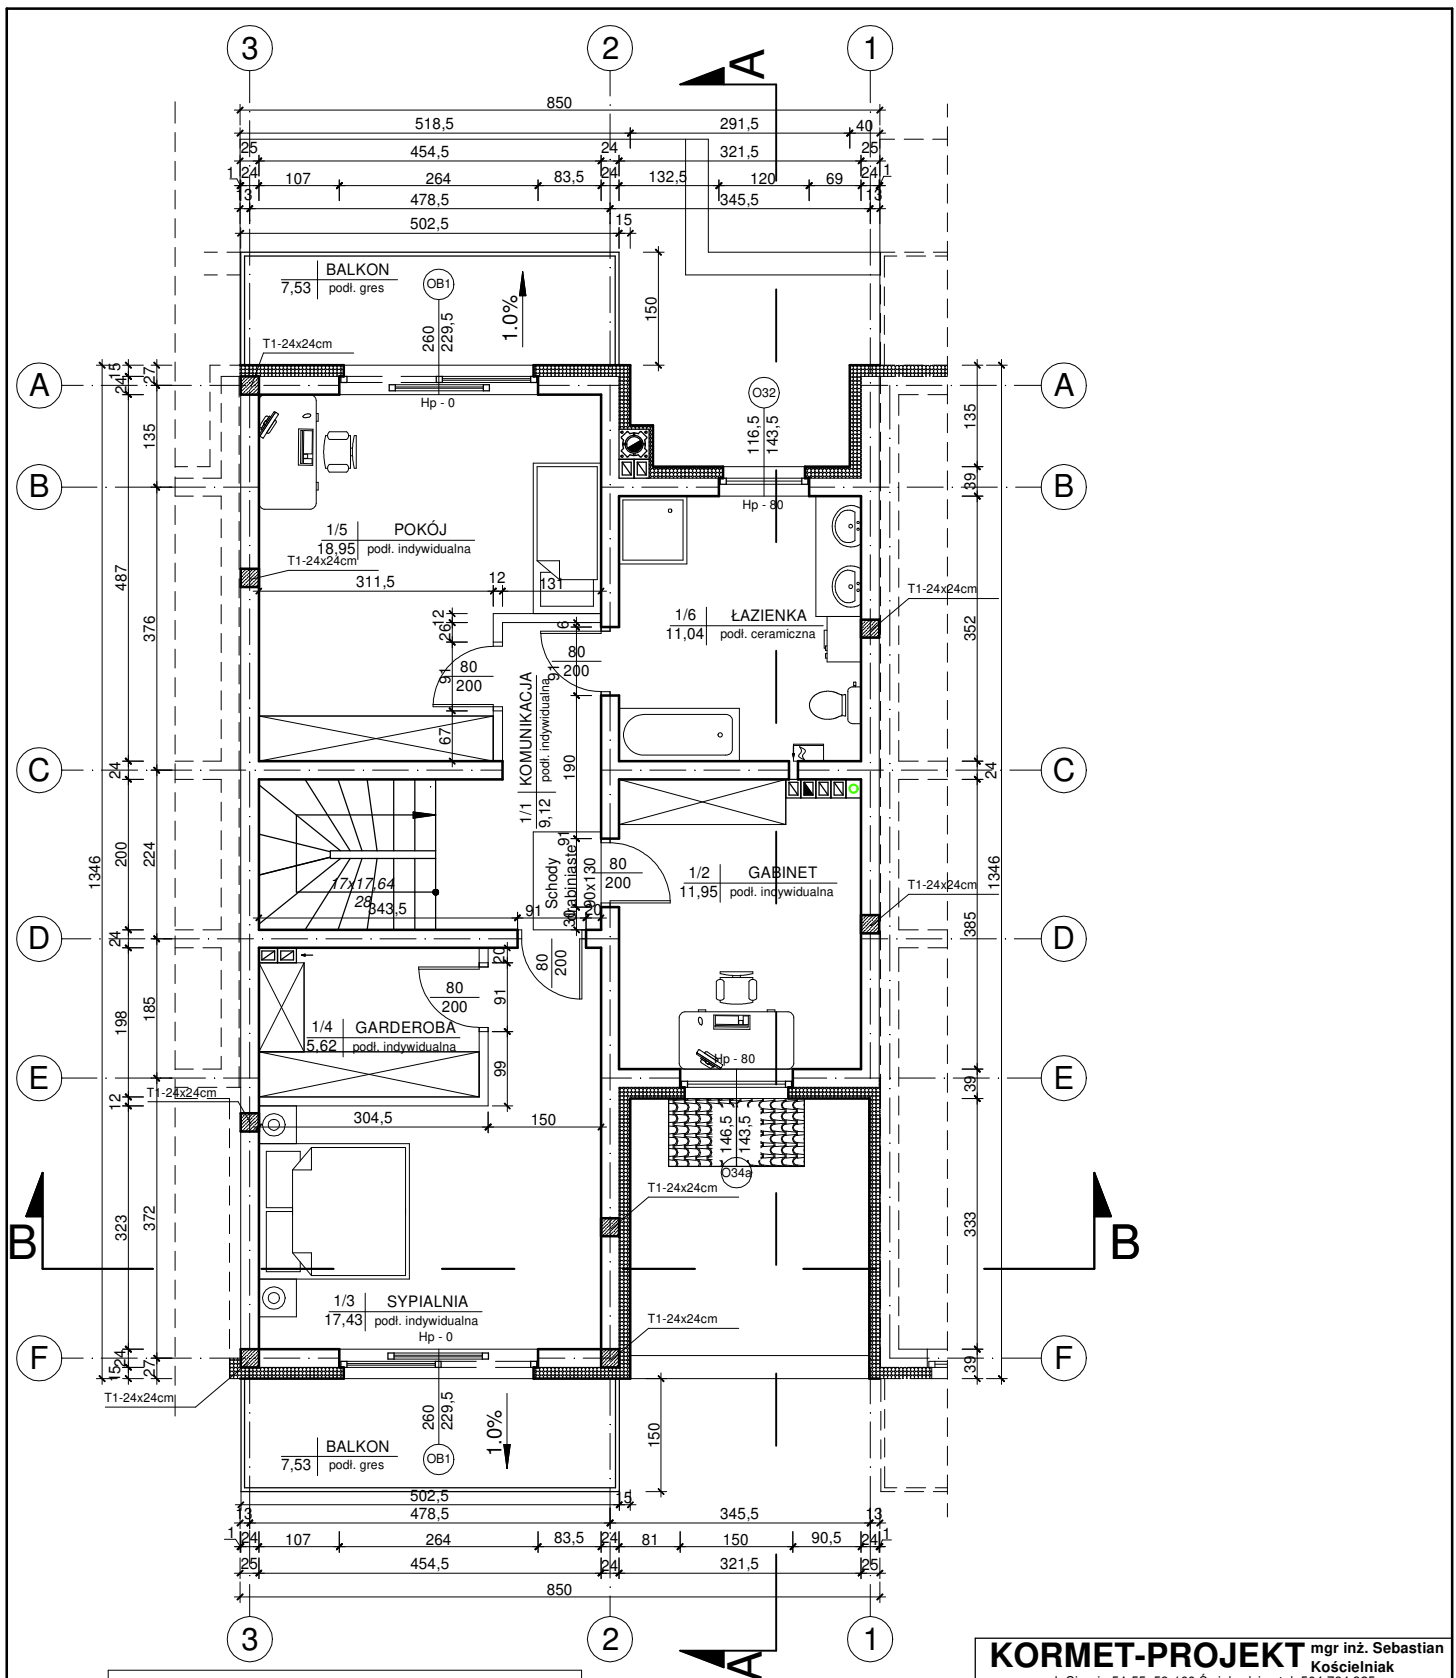 3
2
1
A
850
518,5
291,5
40
25
454,5
24
321,5
25
1
24
107
264
83,5
24
132,5
120
69
24
1
13
478,5
345,5
13
502,5
15
BALKON
7,53
podł. gres
OB1
260
229,5
1.0%
150
T1-24x24cm
A
15
24
27
Hp - 0
O32
116,5
143,5
A
135
135
B
Hp - 80
39
B
1/5
POKÓJ
18,95
podł. indywidualna
T1-24x24cm
311,5
12
131
487
376
1/6
ŁAZIENKA
11,04
podł. ceramiczna
T1-24x24cm
352
12
26
91
67
80
200
6
80
200
91
1/1
KOMUNIKACJA
9,12
podł. indywidualna
190
C
24
24
C
1346
200
224
17x17,64
28
343,5
91
20
Schody
drabiniaste
90x130
91
30
80
200
1/2
GABINET
11,95
podł. indywidualna
T1-24x24cm
1346
385
D
24
D
80
200
20
91
99
80
200
1/4
GARDEROBA
5,62
podł. indywidualna
198
185
Hp - 80
E
12
T1-24x24cm
39
E
304,5
150
146,5
143,5
O34a
T1-24x24cm
B
323
372
333
B
1/3
SYPIALNIA
17,43
podł. indywidualna
Hp - 0
T1-24x24cm
F
24
15
27
39
F
T1-24x24cm
BALKON
7,53
podł. gres
260
229,5
OB1
1.0%
150
502,5
15
13
478,5
345,5
13
1
24
107
264
83,5
24
81
150
90,5
24
1
25
454,5
24
321,5
25
850
3
2
1
A
KORMET-PROJEKT mgr inż. Sebastian
Kościelniak